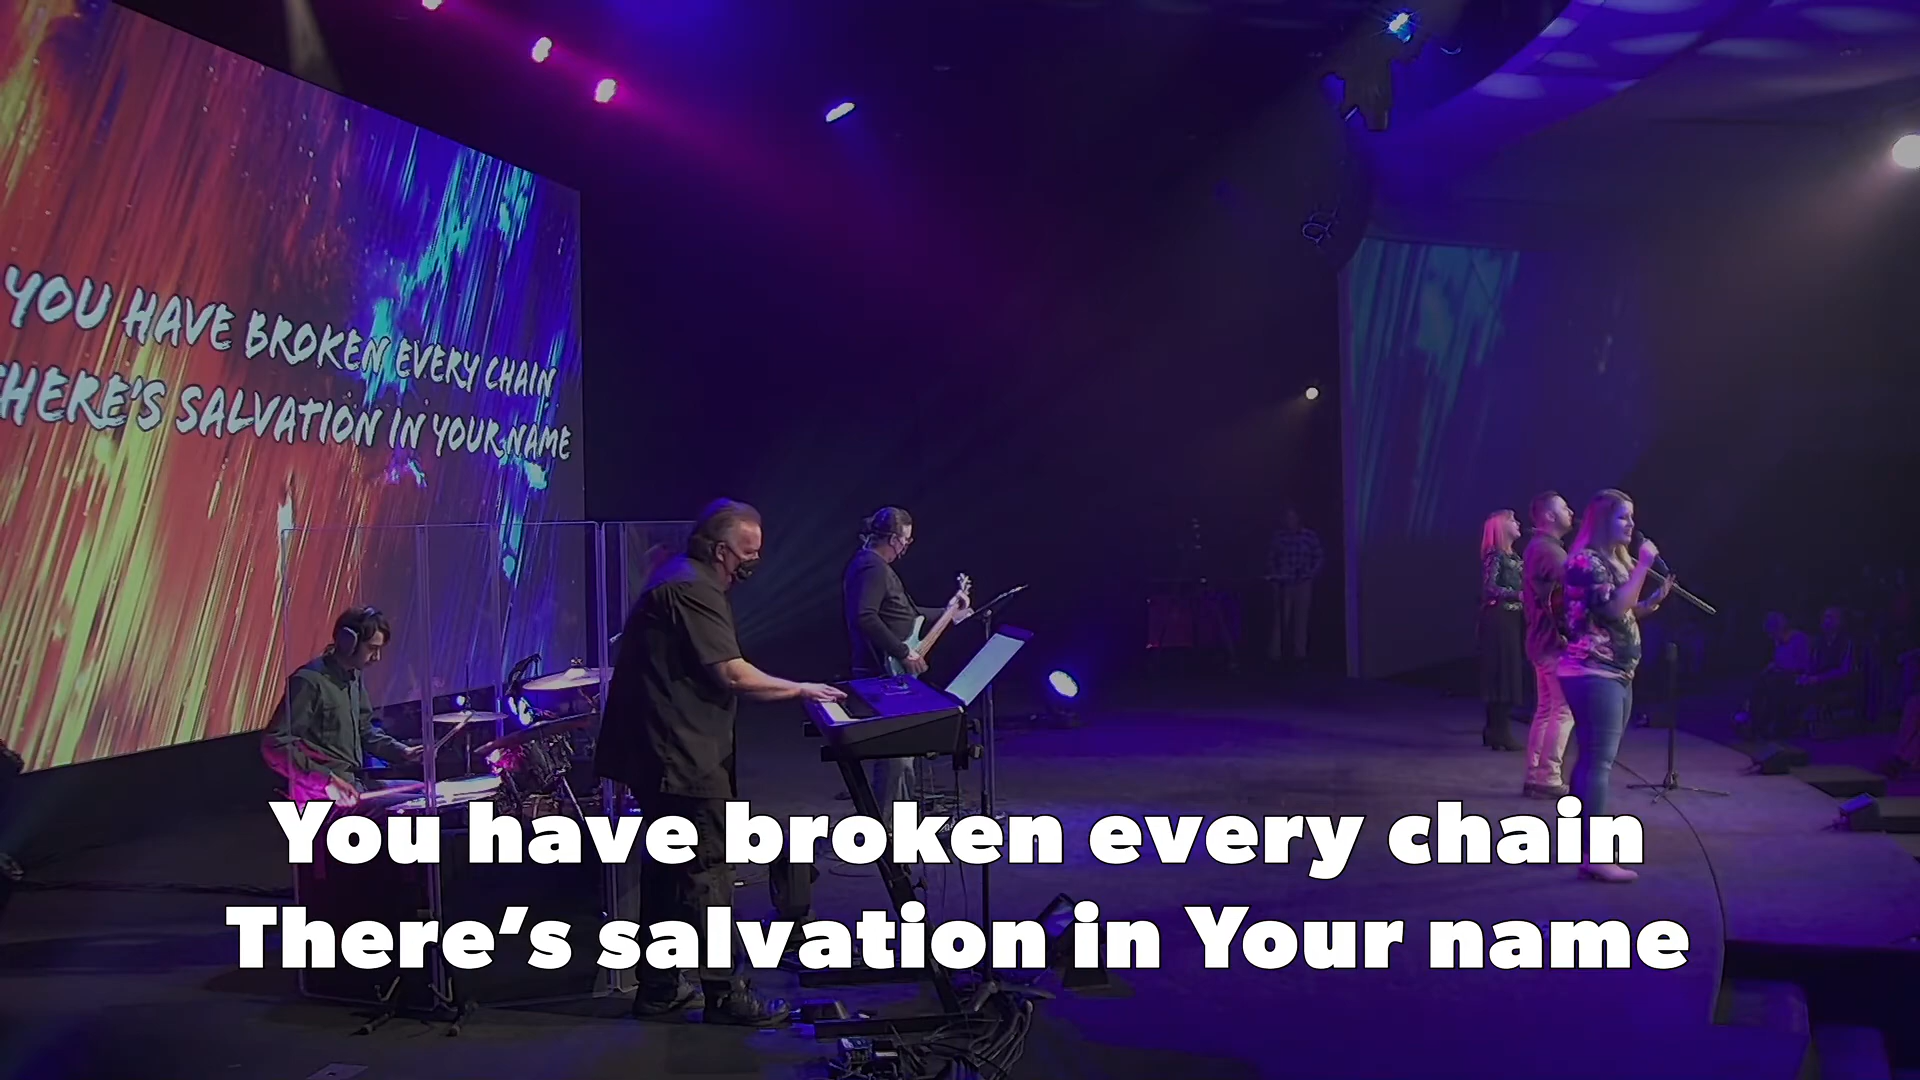 YOU HAVE BROKEN EVERY CHAIN
THERE'S SALVATION IN YOUR NAME
You have broken every chain
There's salvation in Your name